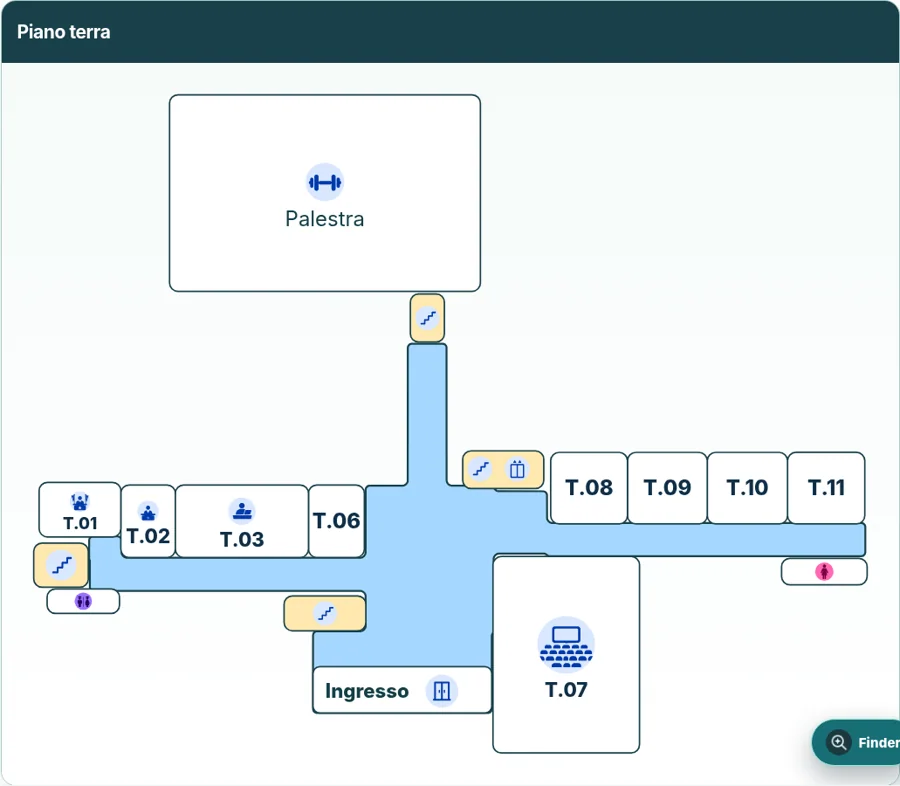 Piano terra
Palestra
T.08
T.09
T.10
T.11
T.01
T.02
T.03
T.06
Ingresso
T.07
Finder